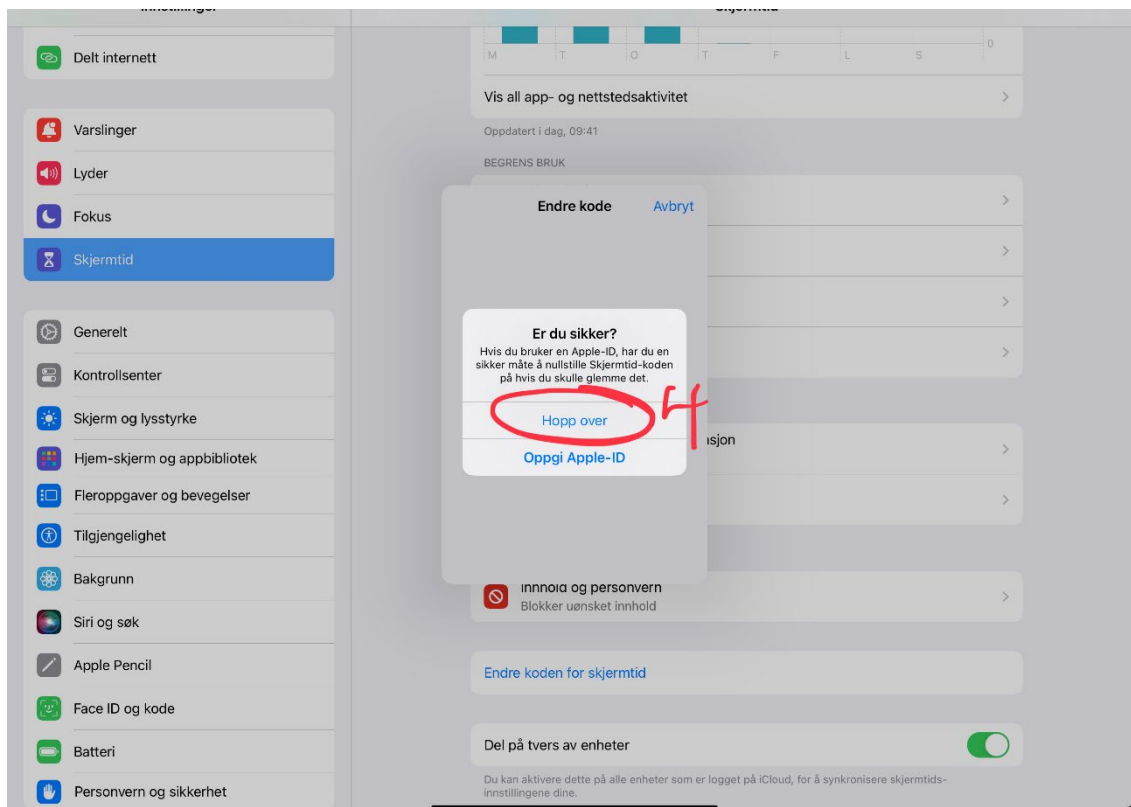 Delt internett
Varslinger
Lyder
Fokus
Skjermtid
Generelt
Kontrollsenter
Skjerm og lysstyrke
Hjem-skjerm og appbibliotek
Fleroppgaver og bevegelser
Tilgjengelighet
Bakgrunn
Siri og søk
Apple Pencil
Face ID og kode
Batteri
Personvern og sikkerhet
0
M T O T F L S
Vis all app- og nettstedsaktivitet
Oppdatert i dag, 09:41
BEGRENS BRUK
Endre kode Avbryt
Er du sikker?
Hvis du bruker en Apple-ID, har du en
sikker måte å nullstille Skjermtid-koden
på hvis du skulle glemme det.
Hopp over 4
Oppgi Apple-ID
asjon
Innhold og personvern
Blokker uønsket innhold
Endre koden for skjermtid
Del på tvers av enheter
Du kan aktivere dette på alle enheter som er logget på iCloud, for å synkronisere skjermtids-
innstillingene dine.